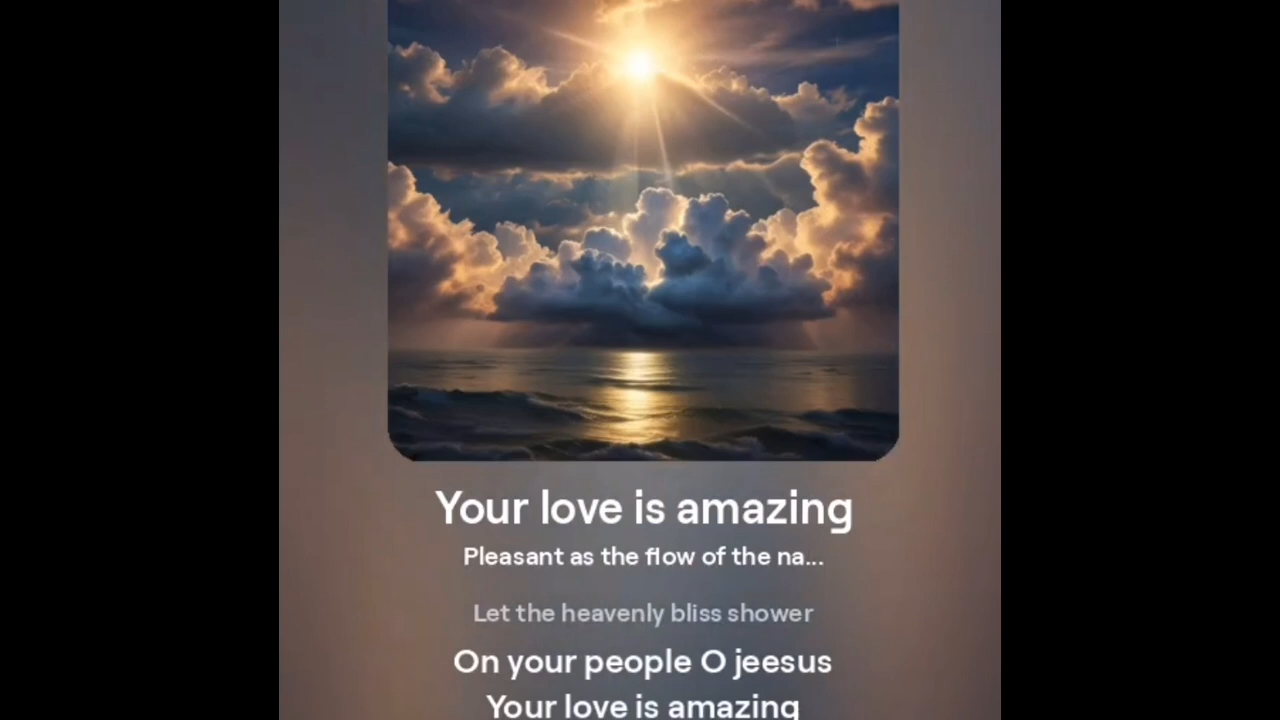 Your love is amazing
Pleasant as the flow of the na...
Let the heavenly bliss shower
On your people O jeesus
Your love is amazing